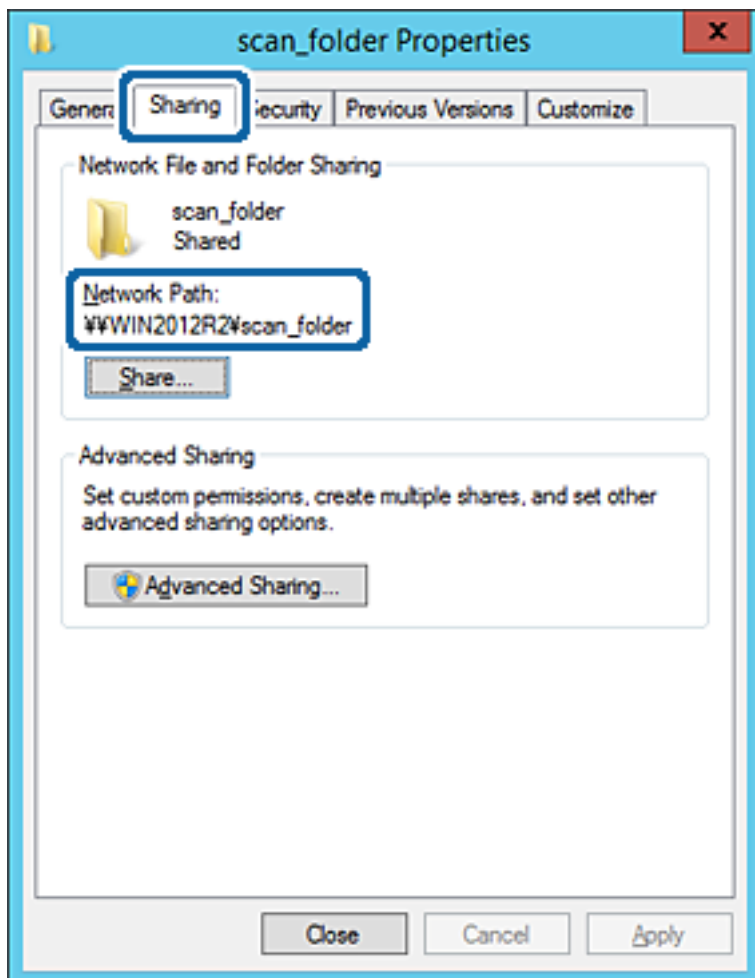 scan_folder Properties
Genera Sharing ecurity Previous Versions Customize
Network File and Folder Sharing
scan_folder
Shared
Network Path:
¥¥WIN2012R2¥scan_folder
Share...
Advanced Sharing
Set custom permissions, create multiple shares, and set other
advanced sharing options.
Advanced Sharing...
Close Cancel Apply